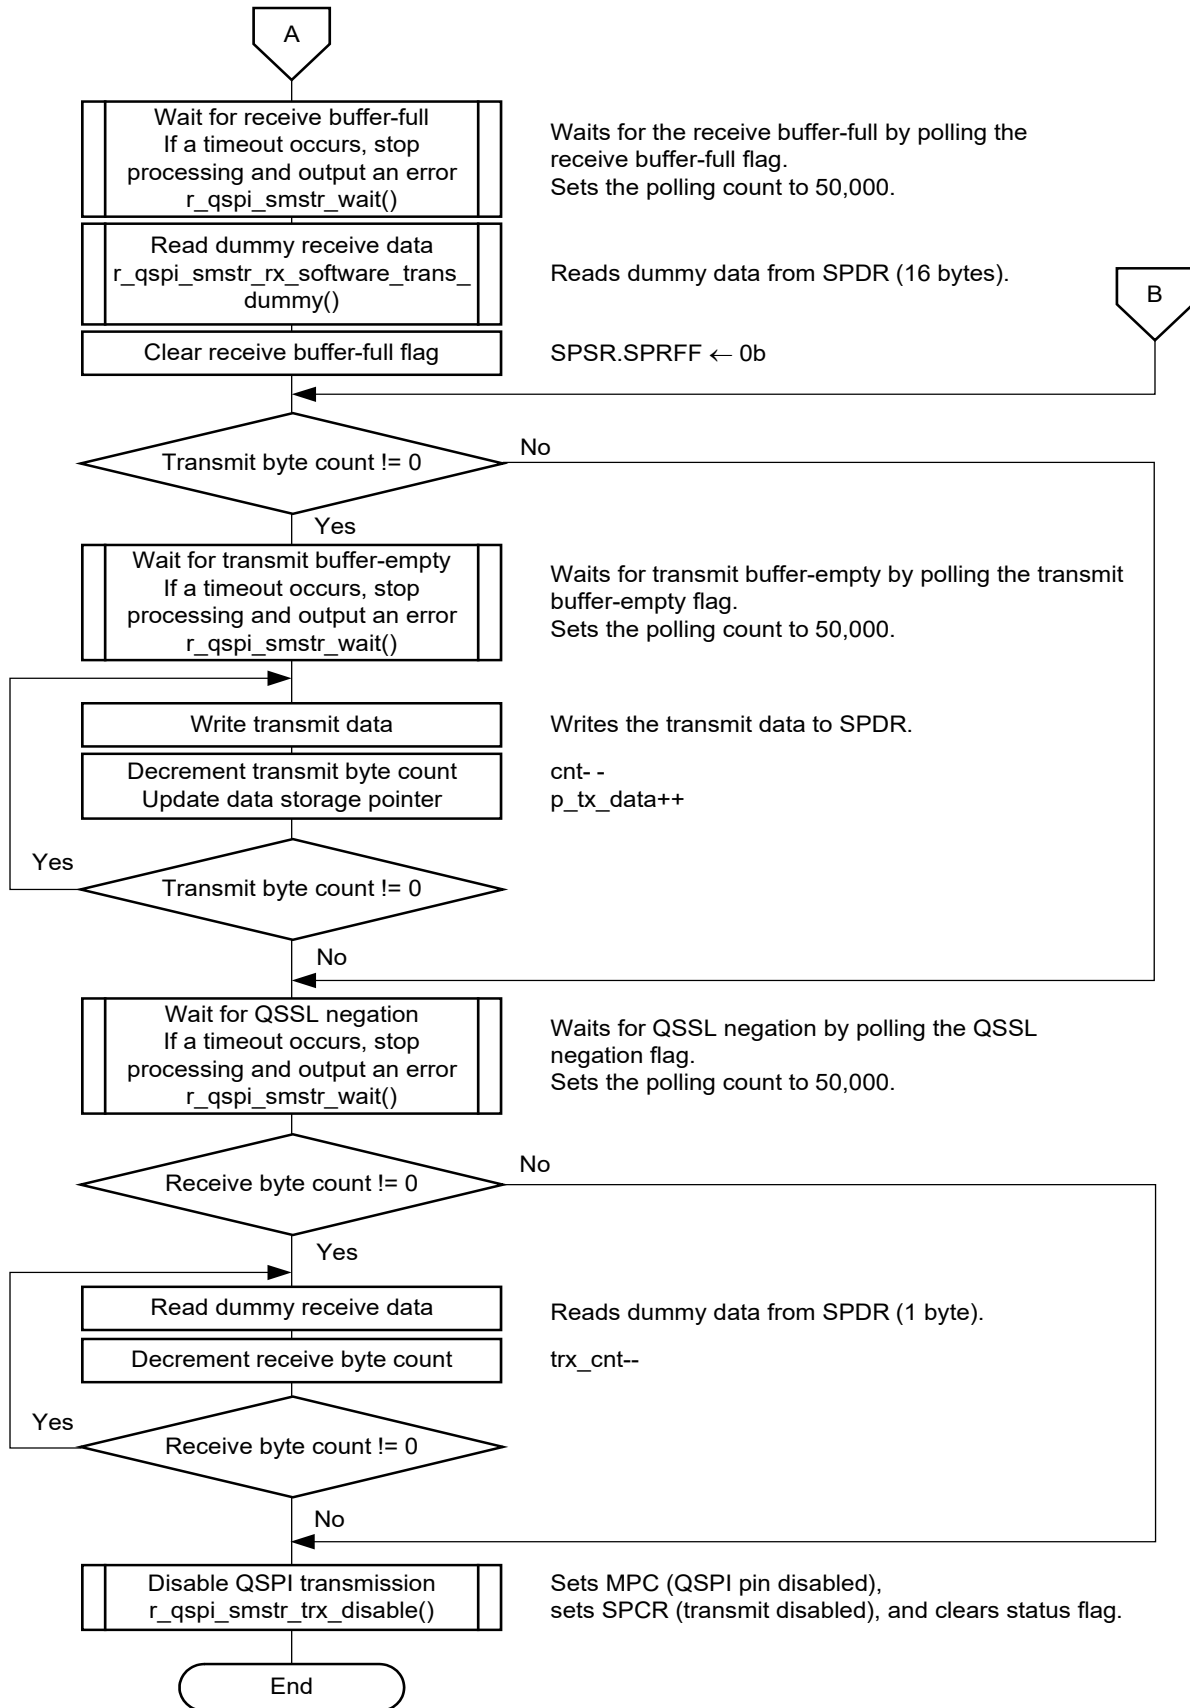 A
Wait for receive buffer-full
If a timeout occurs, stop
processing and output an error
r_qspi_smstr_wait()
Waits for the receive buffer-full by polling the
receive buffer-full flag.
Sets the polling count to 50,000.
Read dummy receive data
r_qspi_smstr_rx_software_trans_
dummy()
Reads dummy data from SPDR (16 bytes).
B
Clear receive buffer-full flag
SPSR.SPRFF ← 0b
Transmit byte count != 0
No
Yes
Wait for transmit buffer-empty
If a timeout occurs, stop
processing and output an error
r_qspi_smstr_wait()
Waits for transmit buffer-empty by polling the transmit
buffer-empty flag.
Sets the polling count to 50,000.
Write transmit data
Writes the transmit data to SPDR.
Decrement transmit byte count
Update data storage pointer
cnt- -
p_tx_data++
Yes
Transmit byte count != 0
No
Wait for QSSL negation
If a timeout occurs, stop
processing and output an error
r_qspi_smstr_wait()
Waits for QSSL negation by polling the QSSL
negation flag.
Sets the polling count to 50,000.
Receive byte count != 0
No
Yes
Read dummy receive data
Reads dummy data from SPDR (1 byte).
Decrement receive byte count
trx_cnt--
Yes
Receive byte count != 0
No
Disable QSPI transmission
r_qspi_smstr_trx_disable()
Sets MPC (QSPI pin disabled),
sets SPCR (transmit disabled), and clears status flag.
End